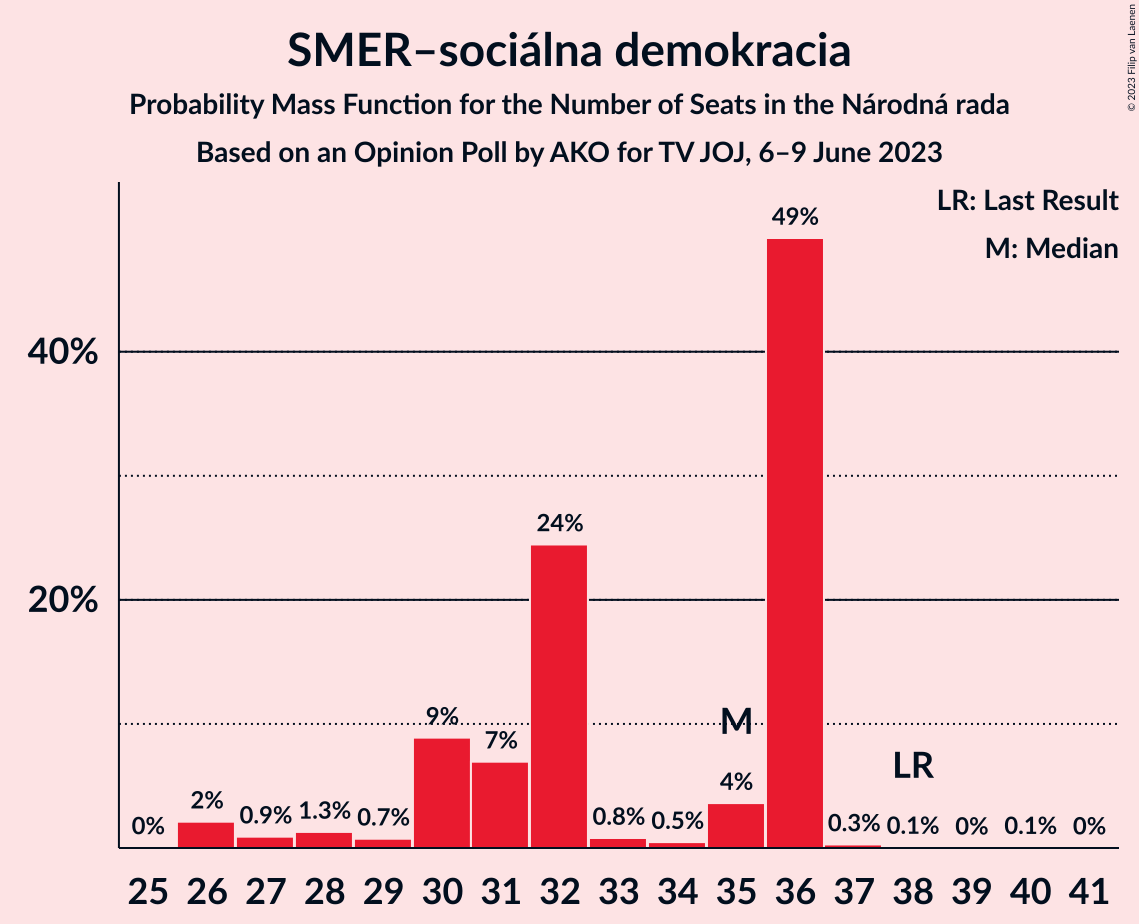 SMER–sociálna demokracia
Probability Mass Function for the Number of Seats in the Národná rada
Based on an Opinion Poll by AKO for TV JOJ, 6–9 June 2023
© 2023 Filip van Laenen
LR: Last Result
M: Median
49%
40%
24%
20%
M
9%
7%
LR
4%
2%
0%
0.9%
1.3%
0.7%
0.8%
0.5%
0.3%
0.1%
0%
0.1%
0%
25 26 27 28 29 30 31 32 33 34 35 36 37 38 39 40 41